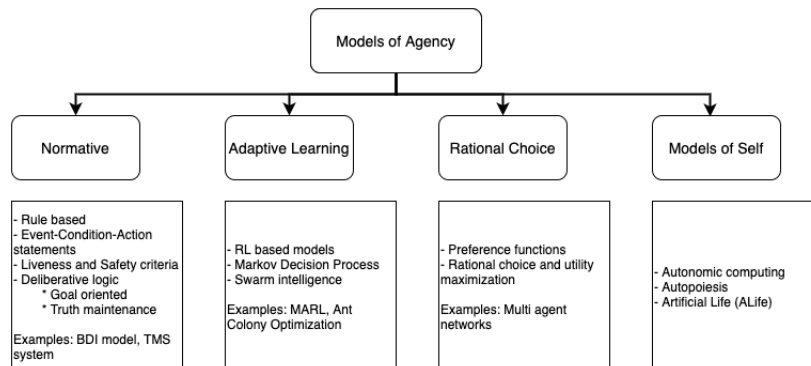 Models of Agency
Normative
Adaptive Learning
Rational Choice
Models of Self
- Rule based
- Event-Condition-Action
statements
- Liveness and Safety criteria
- Deliberative logic
* Goal oriented
* Truth maintenance
Examples: BDI model, TMS
system
- RL based models
- Markov Decision Process
- Swarm intelligence
Examples: MARL, Ant
Colony Optimization
- Preference functions
- Rational choice and utility
maximization
Examples: Multi agent
networks
- Autonomic computing
- Autopoiesis
- Artificial Life (ALife)